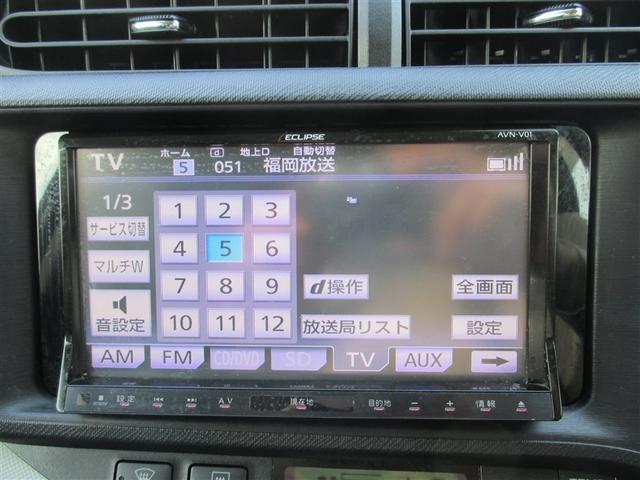 ECLIPSE
AVN-V01
TV ホーム d 地上D 自動切替
5 051 福岡放送
1/3
サービス切替
マルチW
音設定
1 2 3
4 5 6
7 8 9
10 11 12
d操作
全画面
放送局リスト
設定
AM FM CD/DVD SD TV AUX
設定 AV 現在地 目的地 − + 情報